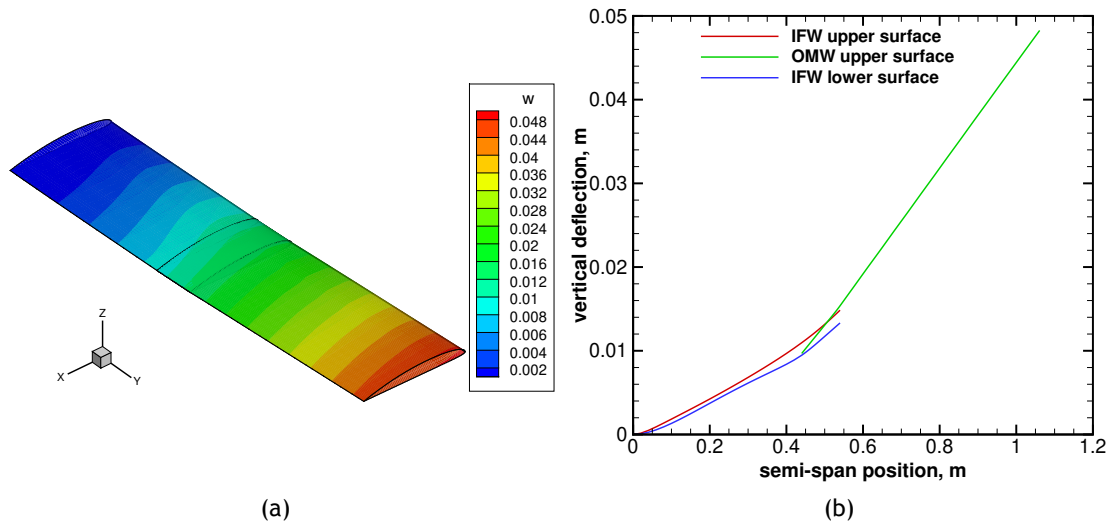 w
0.048
0.044
0.04
0.036
0.032
0.028
0.024
0.02
0.016
0.012
0.01
0.008
0.006
0.004
0.002
Z
X
Y
(a)
vertical deflection, m
0.05
0.04
0.03
0.02
0.01
0
IFW upper surface
OMW upper surface
IFW lower surface
0 0.2 0.4 0.6 0.8 1 1.2
semi-span position, m
(b)